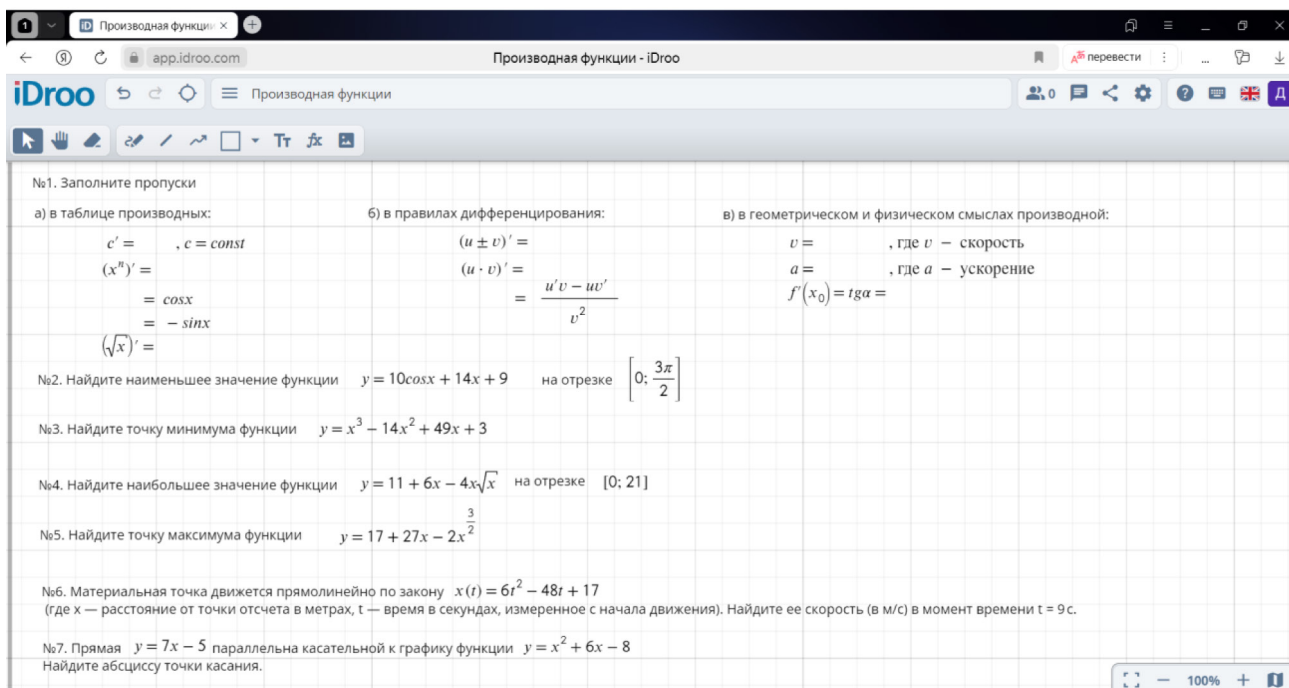 1
Производная функции
app.idroo.com
Производная функции - iDroo
перевести
iDroo
Производная функции
0
Д
Tт
fx
№1. Заполните пропуски
а) в таблице производных:
б) в правилах дифференцирования:
в) в геометрическом и физическом смыслах производной:
c′ = , c = const
(u ± v)′ =
v = , где v − скорость
(xⁿ)′ =
(u · v)′ =
a = , где a − ускорение
= cosx
= (u′v − uv′)/v²
f′(x₀) = tgα =
= − sinx
(√x)′ =
№2. Найдите наименьшее значение функции y = 10cosx + 14x + 9 на отрезке [0; 3π/2]
№3. Найдите точку минимума функции y = x³ − 14x² + 49x + 3
№4. Найдите наибольшее значение функции y = 11 + 6x − 4x√x на отрезке [0; 21]
№5. Найдите точку максимума функции y = 17 + 27x − 2x^(3/2)
№6. Материальная точка движется прямолинейно по закону x(t) = 6t² − 48t + 17
(где х — расстояние от точки отсчета в метрах, t — время в секундах, измеренное с начала движения). Найдите ее скорость (в м/с) в момент времени t = 9 с.
№7. Прямая y = 7x − 5 параллельна касательной к графику функции y = x² + 6x − 8
Найдите абсциссу точки касания.
100%